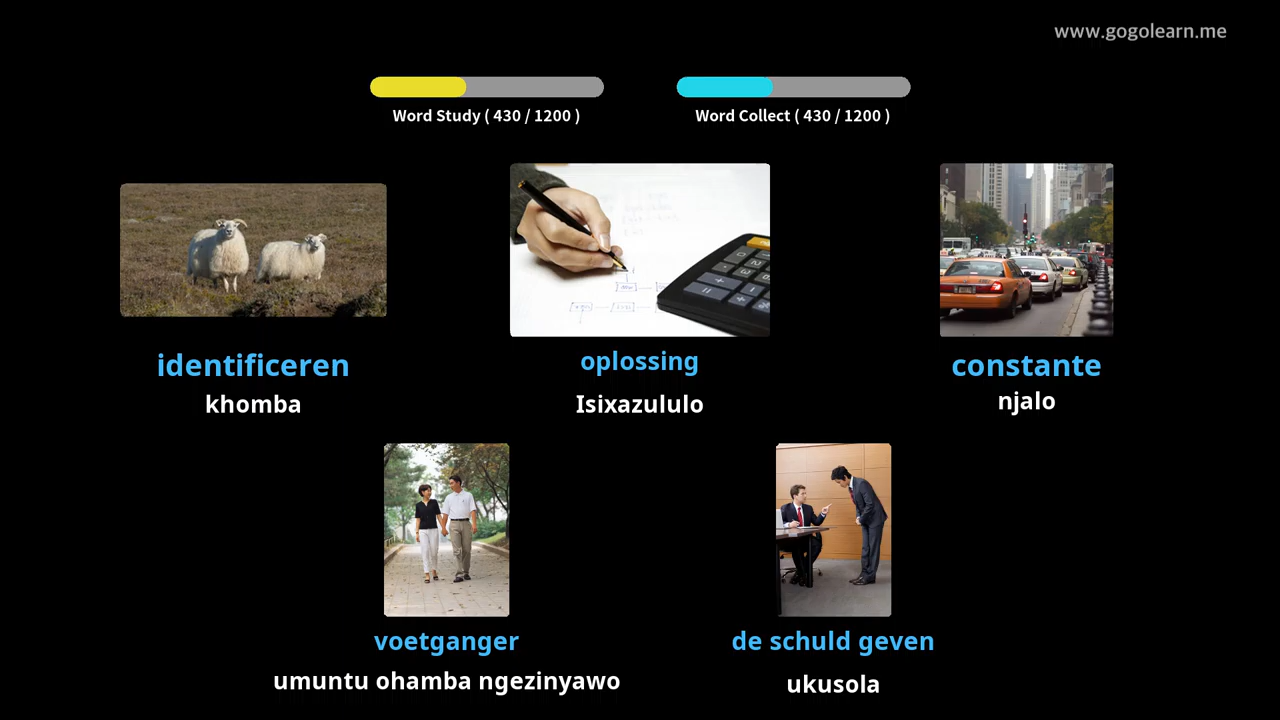 www.gogolearn.me
Word Study ( 430 / 1200 )
Word Collect ( 430 / 1200 )
identificeren
khomba
oplossing
Isixazululo
constante
njalo
voetganger
umuntu ohamba ngezinyawo
de schuld geven
ukusola